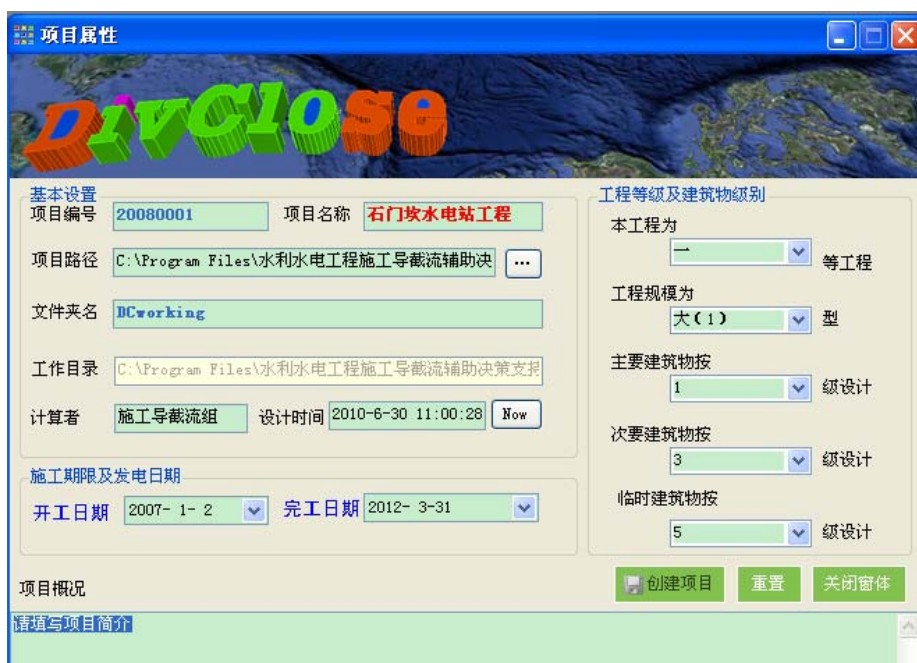 项目属性
DivClose
基本设置
项目编号 20080001 项目名称 石门坎水电站工程
项目路径 C:\Program Files\水利水电工程施工导截流辅助决 ...
文件夹名 DCworking
工作目录 C:\Program Files\水利水电工程施工导截流辅助决策支持
计算者 施工导截流组 设计时间 2010-6-30 11:00:28 Now
施工期限及发电日期
开工日期 2007- 1- 2 完工日期 2012- 3-31
工程等级及建筑物级别
本工程为
一 等工程
工程规模为
大(1) 型
主要建筑物按
1 级设计
次要建筑物按
3 级设计
临时建筑物按
5 级设计
项目概况
创建项目 重置 关闭窗体
请填写项目简介